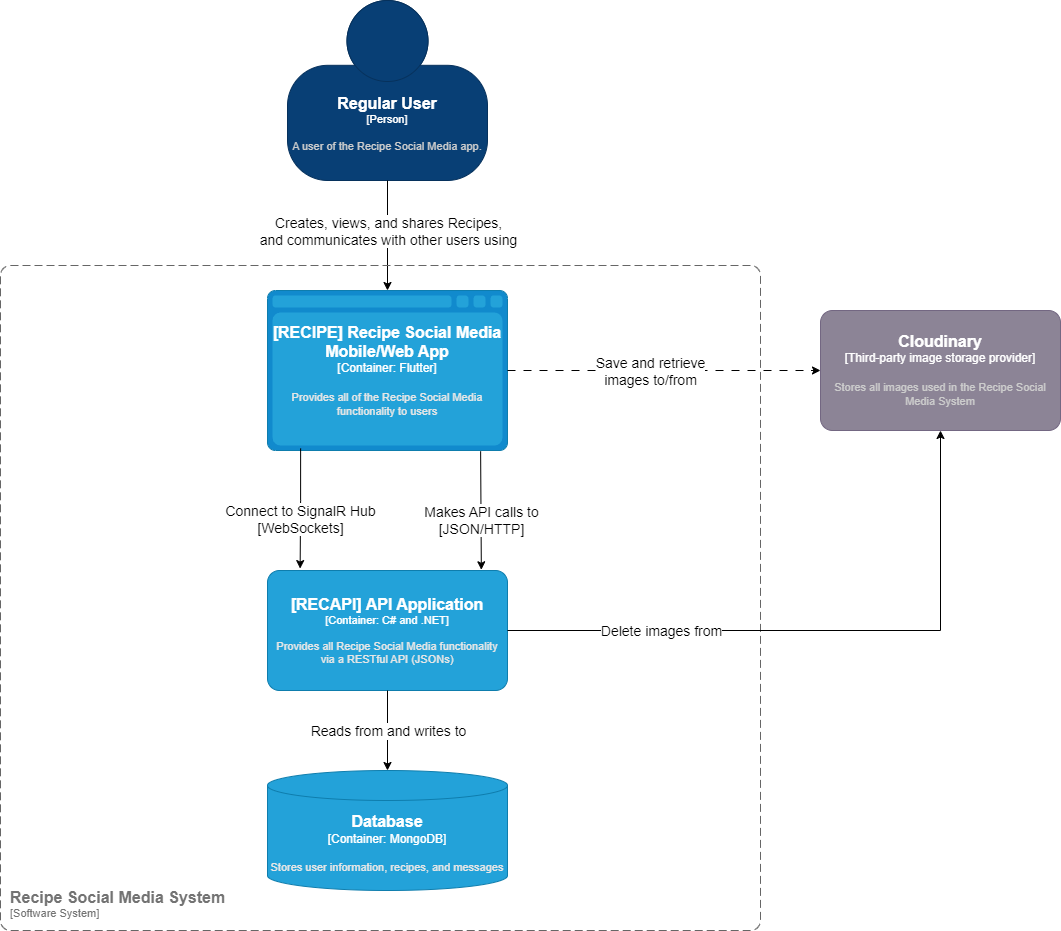 Regular User
[Person]
A user of the Recipe Social Media app.
Creates, views, and shares Recipes,
and communicates with other users using
[RECIPE] Recipe Social Media
Mobile/Web App
[Container: Flutter]
Provides all of the Recipe Social Media
functionality to users
Save and retrieve
images to/from
Cloudinary
[Third-party image storage provider]
Stores all images used in the Recipe Social
Media System
Connect to SignalR Hub
[WebSockets]
Makes API calls to
[JSON/HTTP]
[RECAPI] API Application
[Container: C# and .NET]
Provides all Recipe Social Media functionality
via a RESTful API (JSONs)
Delete images from
Reads from and writes to
Database
[Container: MongoDB]
Stores user information, recipes, and messages
Recipe Social Media System
[Software System]